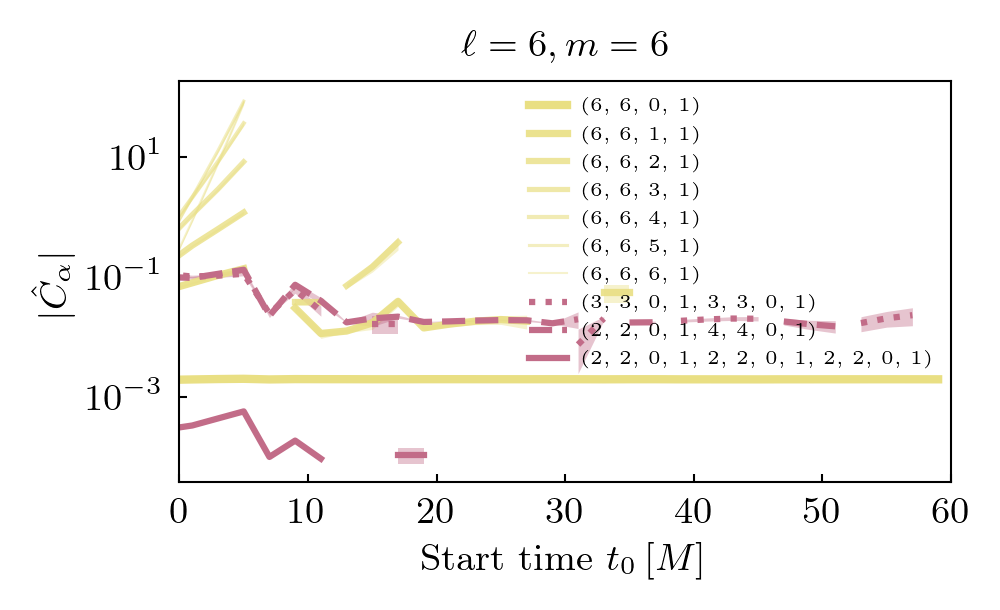 ℓ = 6, m = 6
|Ĉ_α|
10^1
10^−1
10^−3
(6, 6, 0, 1)
(6, 6, 1, 1)
(6, 6, 2, 1)
(6, 6, 3, 1)
(6, 6, 4, 1)
(6, 6, 5, 1)
(6, 6, 6, 1)
(3, 3, 0, 1, 3, 3, 0, 1)
(2, 2, 0, 1, 4, 4, 0, 1)
(2, 2, 0, 1, 2, 2, 0, 1, 2, 2, 0, 1)
0 10 20 30 40 50 60
Start time t_0 [M]